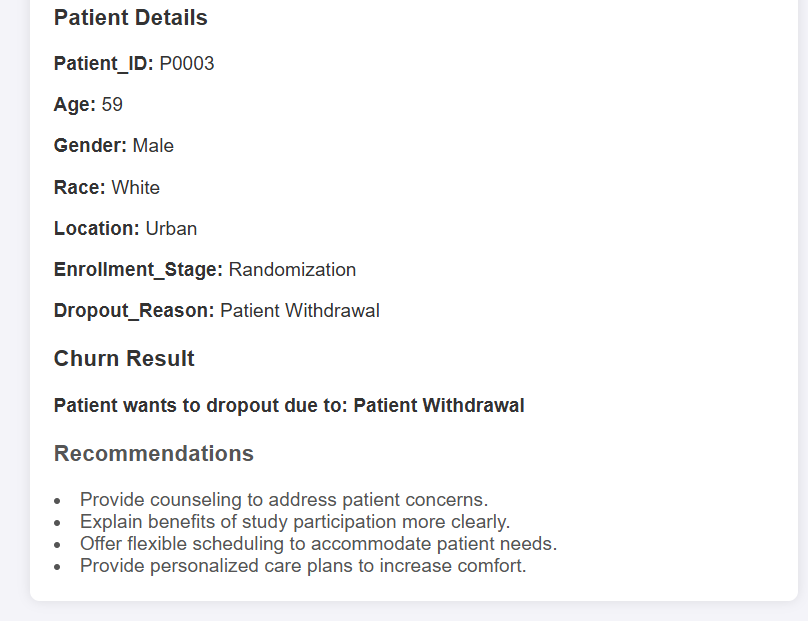 Patient Details
Patient_ID: P0003
Age: 59
Gender: Male
Race: White
Location: Urban
Enrollment_Stage: Randomization
Dropout_Reason: Patient Withdrawal
Churn Result
Patient wants to dropout due to: Patient Withdrawal
Recommendations
• Provide counseling to address patient concerns.
• Explain benefits of study participation more clearly.
• Offer flexible scheduling to accommodate patient needs.
• Provide personalized care plans to increase comfort.